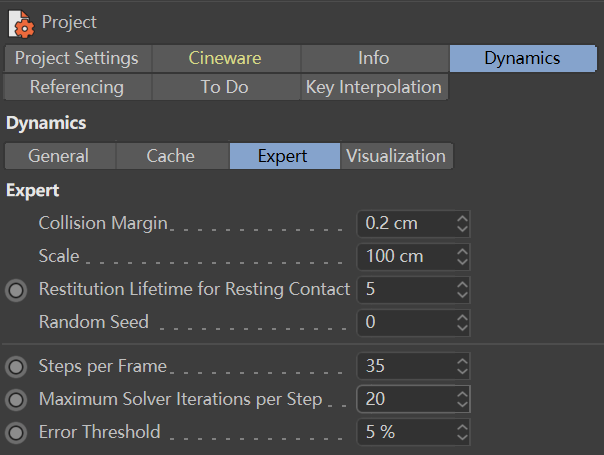 Project
Project Settings Cineware Info Dynamics
Referencing To Do Key Interpolation
Dynamics
General Cache Expert Visualization
Expert
Collision Margin 0.2 cm
Scale 100 cm
Restitution Lifetime for Resting Contact 5
Random Seed 0
Steps per Frame 35
Maximum Solver Iterations per Step 20
Error Threshold 5 %